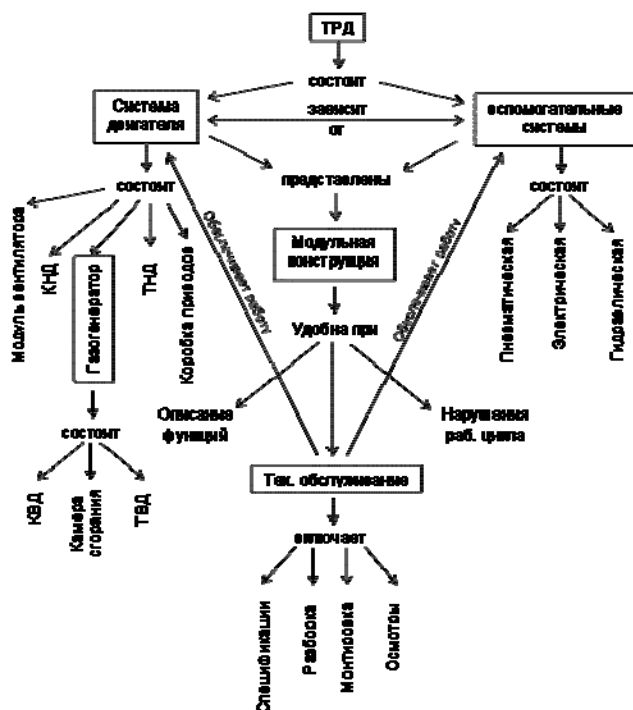 ТРД
состоит
Система
двигателя
зависит
от
вспомогательные
системы
состоит
представлены
состоит
Модуль вентилятора
КНД
Газогенератор
ТНД
Коробка приводов
Обеспечивает работу
Модульная
конструкция
Обеспечивает работу
Пневматическая
Электрическая
Гидравлическая
Удобна при
Описание
функций
Нарушения
раб. цикла
состоит
КВД
Камера
сгорания
ТВД
Тех. обслуживание
включает
Спецификации
Разборка
Монтировка
Осмотры